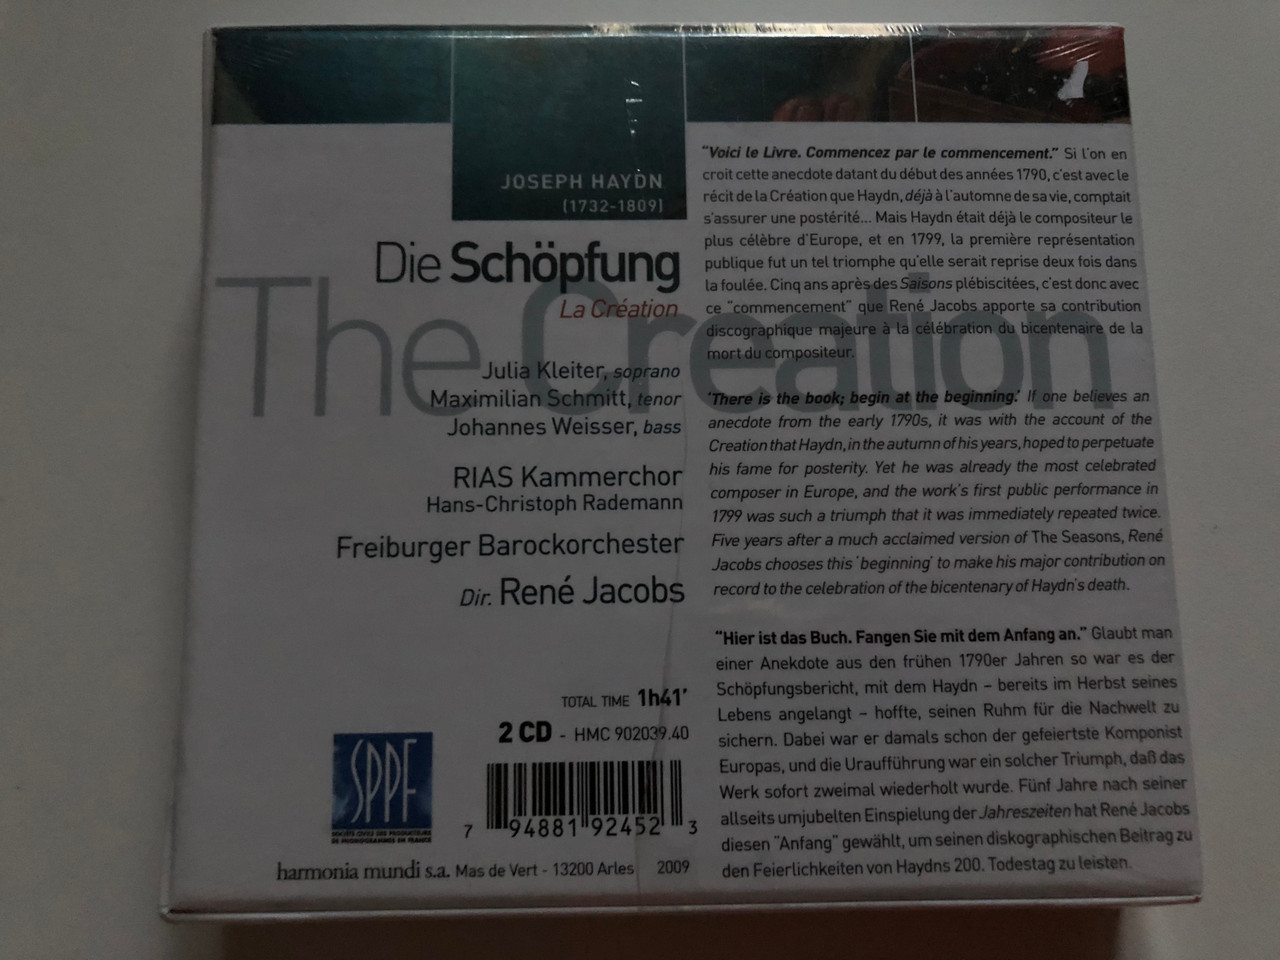 JOSEPH HAYDN
(1732-1809)
Die Schöpfung
La Création
The Creation
Julia Kleiter, soprano
Maximilian Schmitt, tenor
Johannes Weisser, bass
RIAS Kammerchor
Hans-Christoph Rademann
Freiburger Barockorchester
Dir. René Jacobs
TOTAL TIME 1h41'
2 CD - HMC 902039.40
SPPF
SOCIÉTÉ CIVILE DES PRODUCTEURS
DE PHONOGRAMMES EN FRANCE
7 94881 92452 3
harmonia mundi s.a. Mas de Vert - 13200 Arles 2009
"Voici le Livre. Commencez par le commencement." Si l'on en
croit cette anecdote datant du début des années 1790, c'est avec le
récit de la Création que Haydn, déjà à l'automne de sa vie, comptait
s'assurer une postérité... Mais Haydn était déjà le compositeur le
plus célèbre d'Europe, et en 1799, la première représentation
publique fut un tel triomphe qu'elle serait reprise deux fois dans
la foulée. Cinq ans après des Saisons plébiscitées, c'est donc avec
ce "commencement" que René Jacobs apporte sa contribution
discographique majeure à la célébration du bicentenaire de la
mort du compositeur.
'There is the book; begin at the beginning.' If one believes an
anecdote from the early 1790s, it was with the account of the
Creation that Haydn, in the autumn of his years, hoped to perpetuate
his fame for posterity. Yet he was already the most celebrated
composer in Europe, and the work's first public performance in
1799 was such a triumph that it was immediately repeated twice.
Five years after a much acclaimed version of The Seasons, René
Jacobs chooses this 'beginning' to make his major contribution on
record to the celebration of the bicentenary of Haydn's death.
"Hier ist das Buch. Fangen Sie mit dem Anfang an." Glaubt man
einer Anekdote aus den frühen 1790er Jahren so war es der
Schöpfungsbericht, mit dem Haydn – bereits im Herbst seines
Lebens angelangt – hoffte, seinen Ruhm für die Nachwelt zu
sichern. Dabei war er damals schon der gefeiertste Komponist
Europas, und die Uraufführung war ein solcher Triumph, daß das
Werk sofort zweimal wiederholt wurde. Fünf Jahre nach seiner
allseits umjubelten Einspielung der Jahreszeiten hat René Jacobs
diesen "Anfang" gewählt, um seinen diskographischen Beitrag zu
den Feierlichkeiten von Haydns 200. Todestag zu leisten.